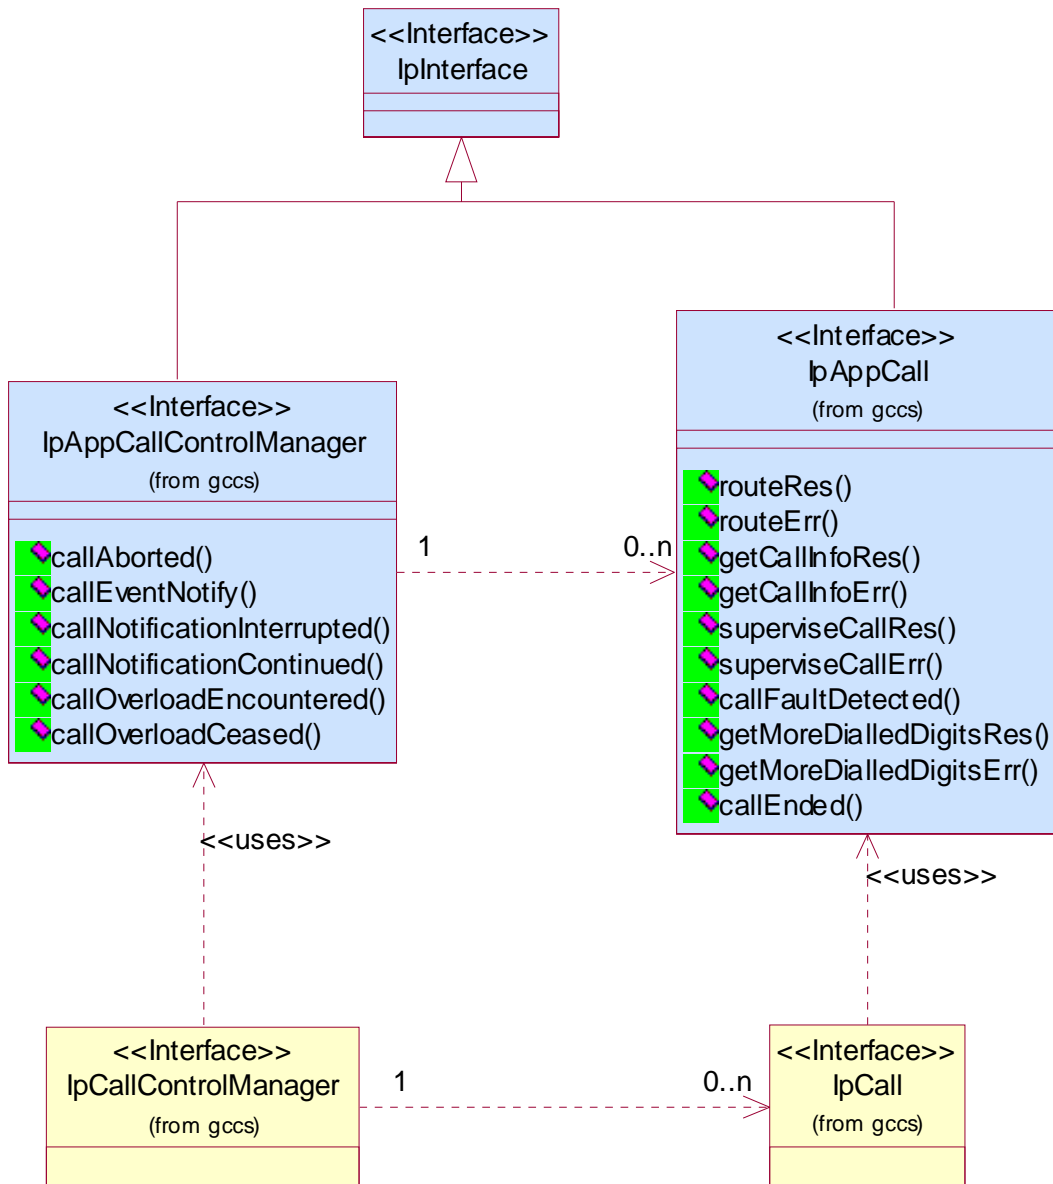 <<Interface>>
IpInterface
<<Interface>>
IpAppCall
(from gccs)
<<Interface>>
IpAppCallControlManager
(from gccs)
routeRes()
routeErr()
getCallInfoRes()
getCallInfoErr()
superviseCallRes()
superviseCallErr()
callFaultDetected()
getMoreDialledDigitsRes()
getMoreDialledDigitsErr()
callEnded()
callAborted()
callEventNotify()
callNotificationInterrupted()
callNotificationContinued()
callOverloadEncountered()
callOverloadCeased()
1
0..n
<<uses>>
<<uses>>
<<Interface>>
IpCallControlManager
(from gccs)
1
0..n
<<Interface>>
IpCall
(from gccs)